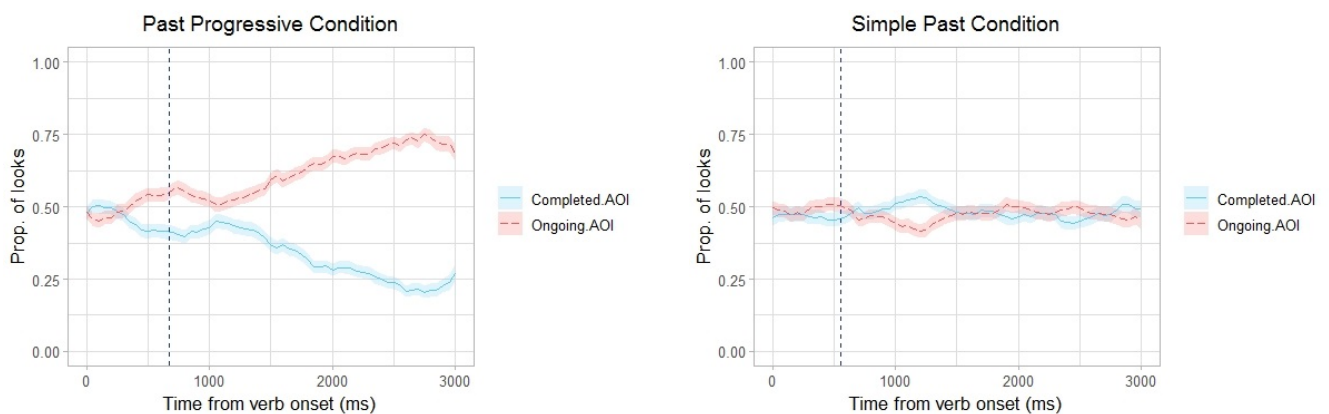 Past Progressive Condition
1.00
0.75
0.50
0.25
0.00
Prop. of looks
0
1000
2000
3000
Time from verb onset (ms)
Completed.AOI
Ongoing.AOI
Simple Past Condition
1.00
0.75
0.50
0.25
0.00
Prop. of looks
0
1000
2000
3000
Time from verb onset (ms)
Completed.AOI
Ongoing.AOI